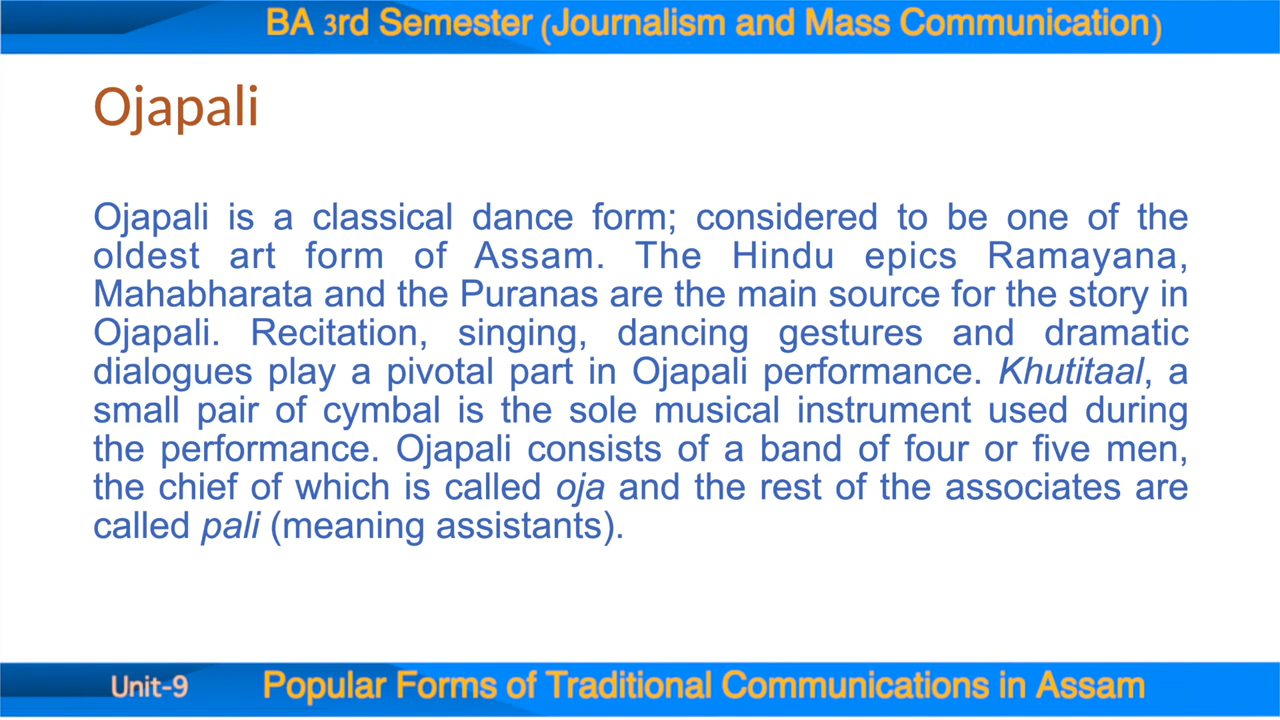 BA 3rd Semester (Journalism and Mass Communication)
Ojapali
Ojapali is a classical dance form; considered to be one of the
oldest art form of Assam. The Hindu epics Ramayana,
Mahabharata and the Puranas are the main source for the story in
Ojapali. Recitation, singing, dancing gestures and dramatic
dialogues play a pivotal part in Ojapali performance. Khutitaal, a
small pair of cymbal is the sole musical instrument used during
the performance. Ojapali consists of a band of four or five men,
the chief of which is called oja and the rest of the associates are
called pali (meaning assistants).
Unit-9 Popular Forms of Traditional Communications in Assam